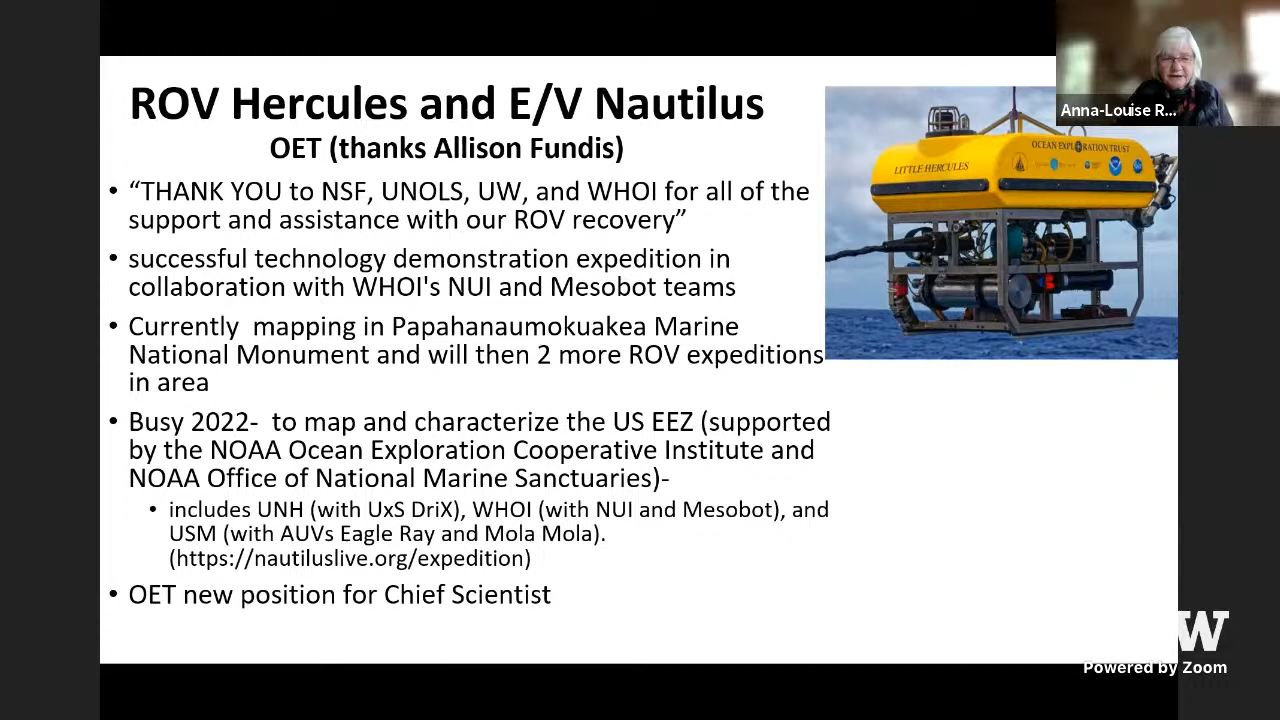 ROV Hercules and E/V Nautilus
OET (thanks Allison Fundis)
• “THANK YOU to NSF, UNOLS, UW, and WHOI for all of the
support and assistance with our ROV recovery”
• successful technology demonstration expedition in
collaboration with WHOI's NUI and Mesobot teams
• Currently mapping in Papahanaumokuakea Marine
National Monument and will then 2 more ROV expeditions
in area
• Busy 2022- to map and characterize the US EEZ (supported
by the NOAA Ocean Exploration Cooperative Institute and
NOAA Office of National Marine Sanctuaries)-
• includes UNH (with UxS DriX), WHOI (with NUI and Mesobot), and
USM (with AUVs Eagle Ray and Mola Mola).
(https://nautiluslive.org/expedition)
• OET new position for Chief Scientist
Anna-Louise R...
OCEAN EXPLORATION TRUST
LITTLE HERCULES
W
Powered by Zoom